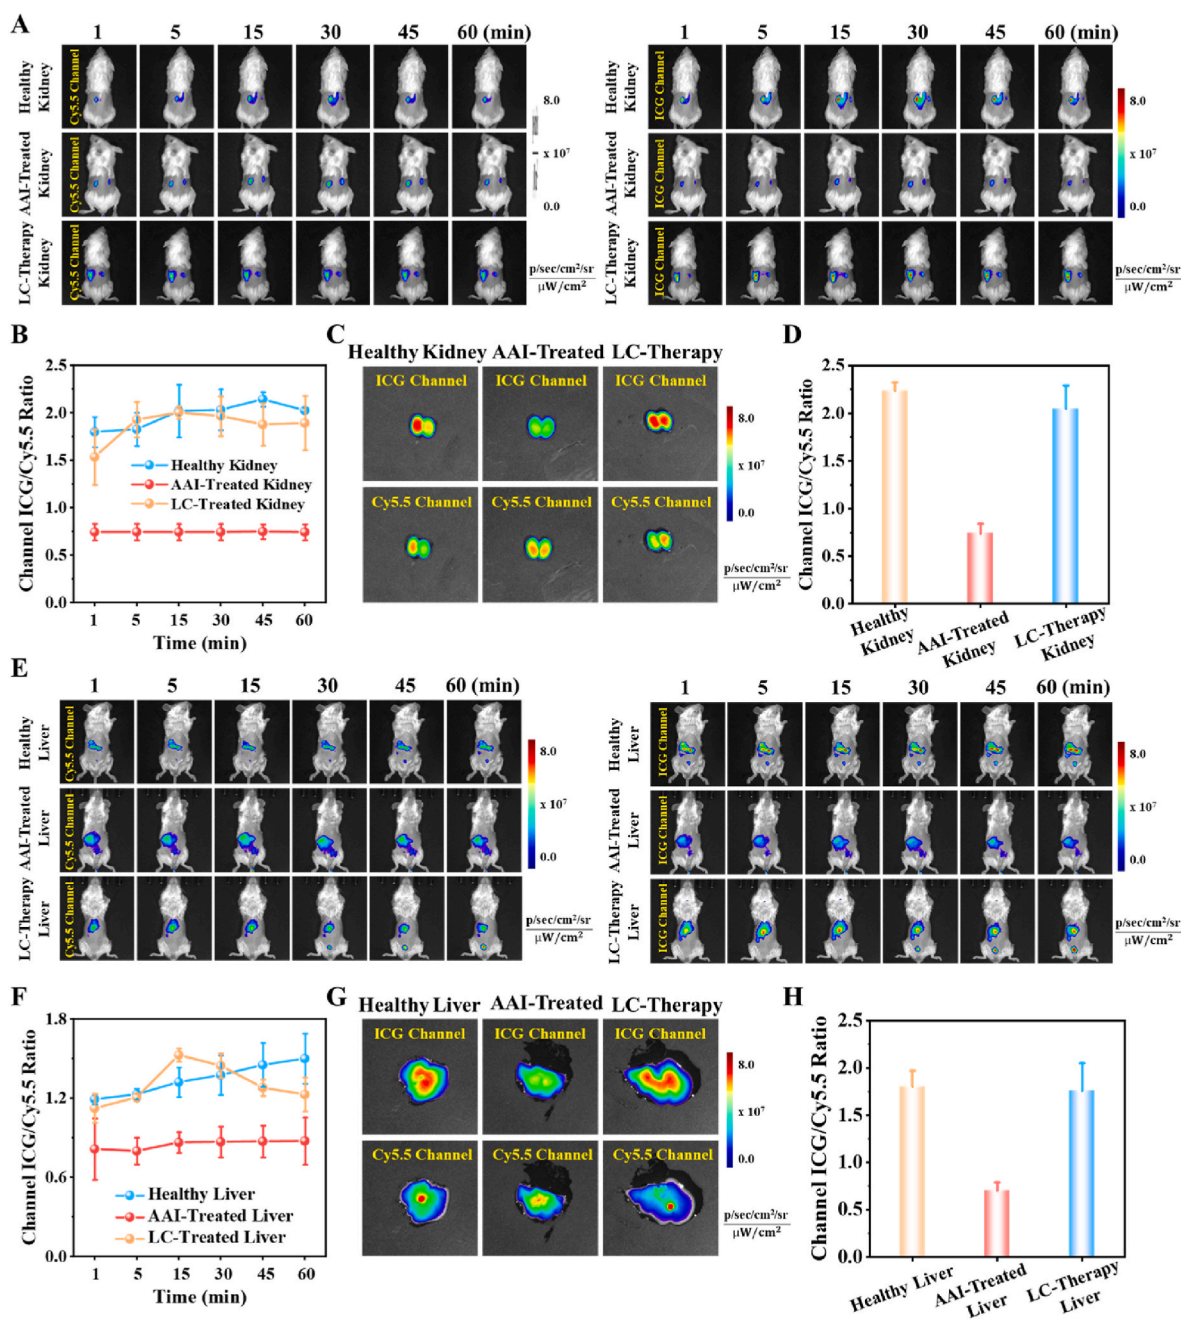 A
1 5 15 30 45 60 (min)
1 5 15 30 45 60 (min)
Healthy
Kidney
Cy5.5 Channel
AAI-Treated
Kidney
Cy5.5 Channel
LC-Therapy
Kidney
Cy5.5 Channel
8.0
x 10⁷
0.0
p/sec/cm²/sr
μW/cm²
Healthy
Kidney
ICG Channel
AAI-Treated
Kidney
ICG Channel
LC-Therapy
Kidney
ICG Channel
8.0
x 10⁷
0.0
p/sec/cm²/sr
μW/cm²
B
Channel ICG/Cy5.5 Ratio
2.5
2.0
1.5
1.0
0.5
0.0
Healthy Kidney
AAI-Treated Kidney
LC-Treated Kidney
1 5 15 30 45 60
Time (min)
C
Healthy Kidney AAI-Treated LC-Therapy
ICG Channel ICG Channel ICG Channel
Cy5.5 Channel Cy5.5 Channel Cy5.5 Channel
8.0
x 10⁷
0.0
p/sec/cm²/sr
μW/cm²
D
Channel ICG/Cy5.5 Ratio
2.5
2.0
1.5
1.0
0.5
0.0
Healthy
Kidney
AAI-Treated
Kidney
LC-Therapy
Kidney
E
1 5 15 30 45 60 (min)
1 5 15 30 45 60 (min)
Healthy
Liver
Cy5.5 Channel
AAI-Treated
Liver
Cy5.5 Channel
LC-Therapy
Liver
Cy5.5 Channel
8.0
x 10⁷
0.0
p/sec/cm²/sr
μW/cm²
Healthy
Liver
ICG Channel
AAI-Treated
Liver
ICG Channel
LC-Therapy
Liver
ICG Channel
8.0
x 10⁷
0.0
p/sec/cm²/sr
μW/cm²
F
Channel ICG/Cy5.5 Ratio
1.8
1.2
0.6
0.0
Healthy Liver
AAI-Treated Liver
LC-Treated Liver
1 5 15 30 45 60
Time (min)
G
Healthy Liver AAI-Treated LC-Therapy
ICG Channel ICG Channel ICG Channel
Cy5.5 Channel Cy5.5 Channel Cy5.5 Channel
8.0
x 10⁷
0.0
p/sec/cm²/sr
μW/cm²
H
Channel ICG/Cy5.5 Ratio
2.5
2.0
1.5
1.0
0.5
0.0
Healthy Liver
AAI-Treated
Liver
LC-Therapy
Liver